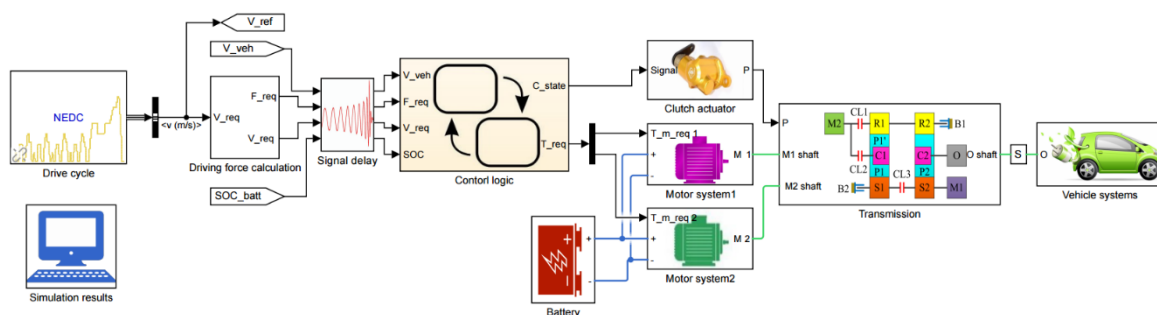 V_ref
V_veh
NEDC
Drive cycle
<v (m/s)>
V_req
F_req
V_req
Driving force calculation
Signal delay
SOC_batt
V_veh
F_req
V_req
SOC
C_state
T_req
Contorl logic
Signal
P
Clutch actuator
T_m_req 1
+
-
M 1
Motor system1
T_m_req 2
+
-
M 2
Motor system2
+
-
Battery
P
M1 shaft
M2 shaft
M2
CL1
R1
R2
B1
P1'
CL2
C1
C2
O
O shaft
P1
P2
B2
S1
CL3
S2
M1
Transmission
S
O
Vehicle systems
Simulation results